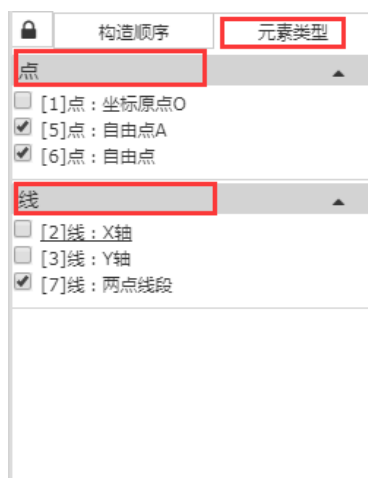 构造顺序 元素类型
点
[1]点：坐标原点O
[5]点：自由点A
[6]点：自由点
线
[2]线：X轴
[3]线：Y轴
[7]线：两点线段